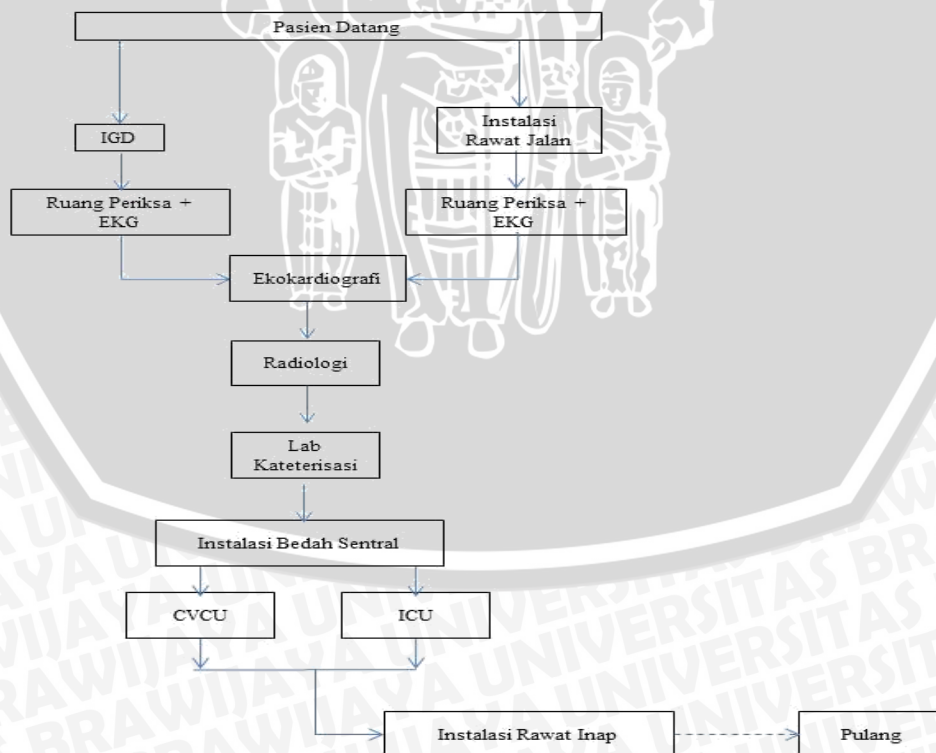 Pasien Datang
IGD
Instalasi
Rawat Jalan
Ruang Periksa +
EKG
Ruang Periksa +
EKG
Ekokardiografi
Radiologi
Lab
Kateterisasi
Instalasi Bedah Sentral
CVCU
ICU
Instalasi Rawat Inap
Pulang